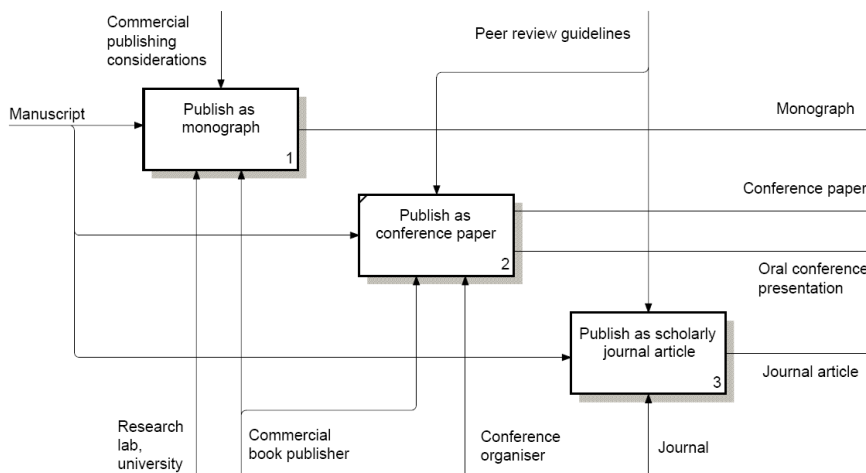 Commercial
publishing
considerations
Peer review guidelines
Manuscript
Publish as
monograph
1
Monograph
Publish as
conference paper
2
Conference paper
Oral conference
presentation
Publish as scholarly
journal article
3
Journal article
Research
lab,
university
Commercial
book publisher
Conference
organiser
Journal